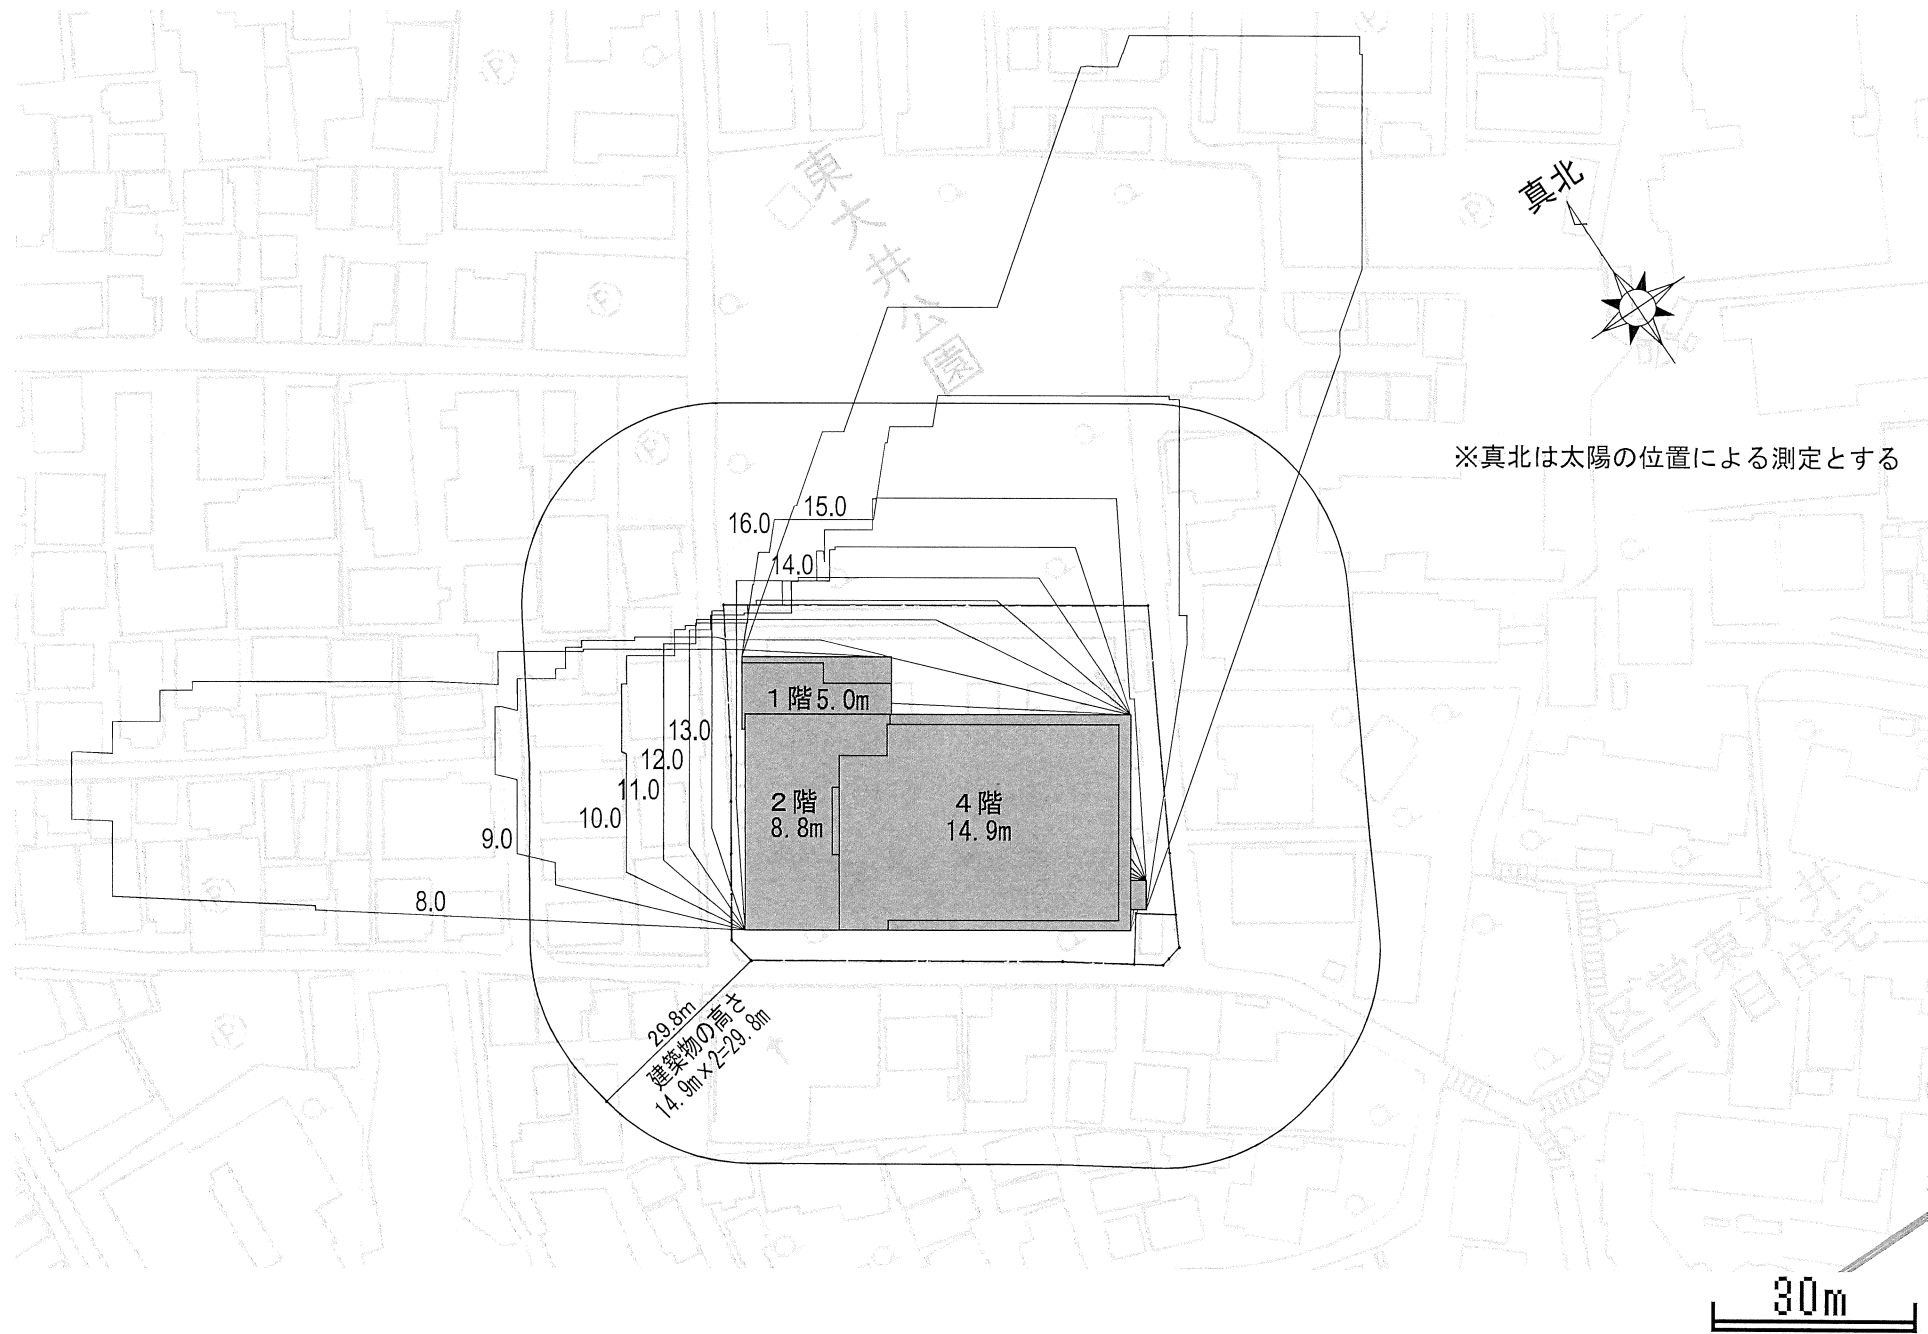 東大井公園
真北
※真北は太陽の位置による測定とする
15.0
16.0
14.0
1階5.0m
13.0
12.0
11.0
10.0
9.0
8.0
2階
8.8m
4階
14.9m
29.8m
建築物の高さ
14.9m×2=29.8m
区営東大井
三丁目住宅
30m